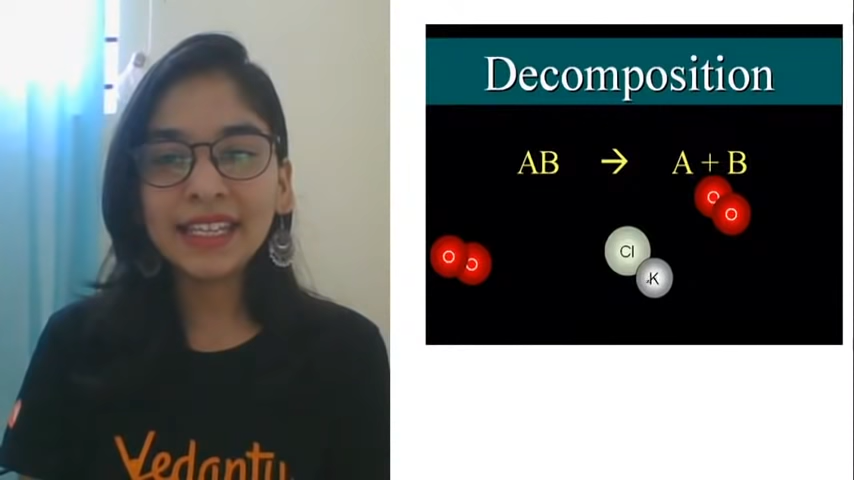 Decomposition
AB → A + B
O O
O O
Cl
K
Vedantu